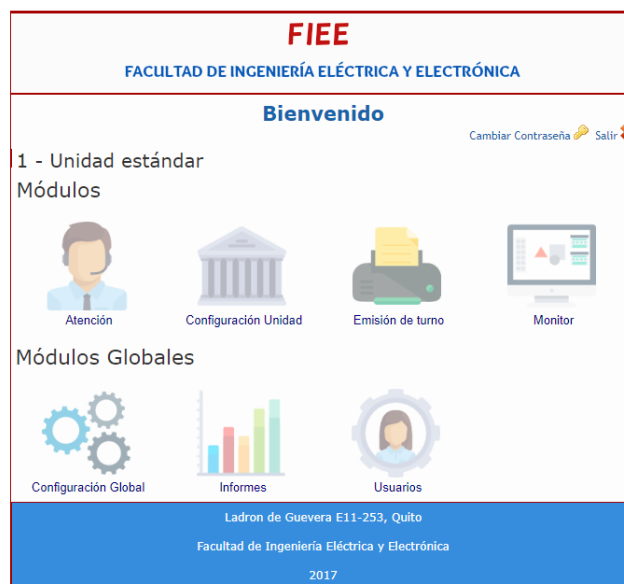 FIEE
FACULTAD DE INGENIERÍA ELÉCTRICA Y ELECTRÓNICA
Bienvenido
Cambiar Contraseña Salir
1 - Unidad estándar
Módulos
Atención Configuración Unidad Emisión de turno Monitor
Módulos Globales
Configuración Global Informes Usuarios
Ladron de Guevera E11-253, Quito
Facultad de Ingeniería Eléctrica y Electrónica
2017